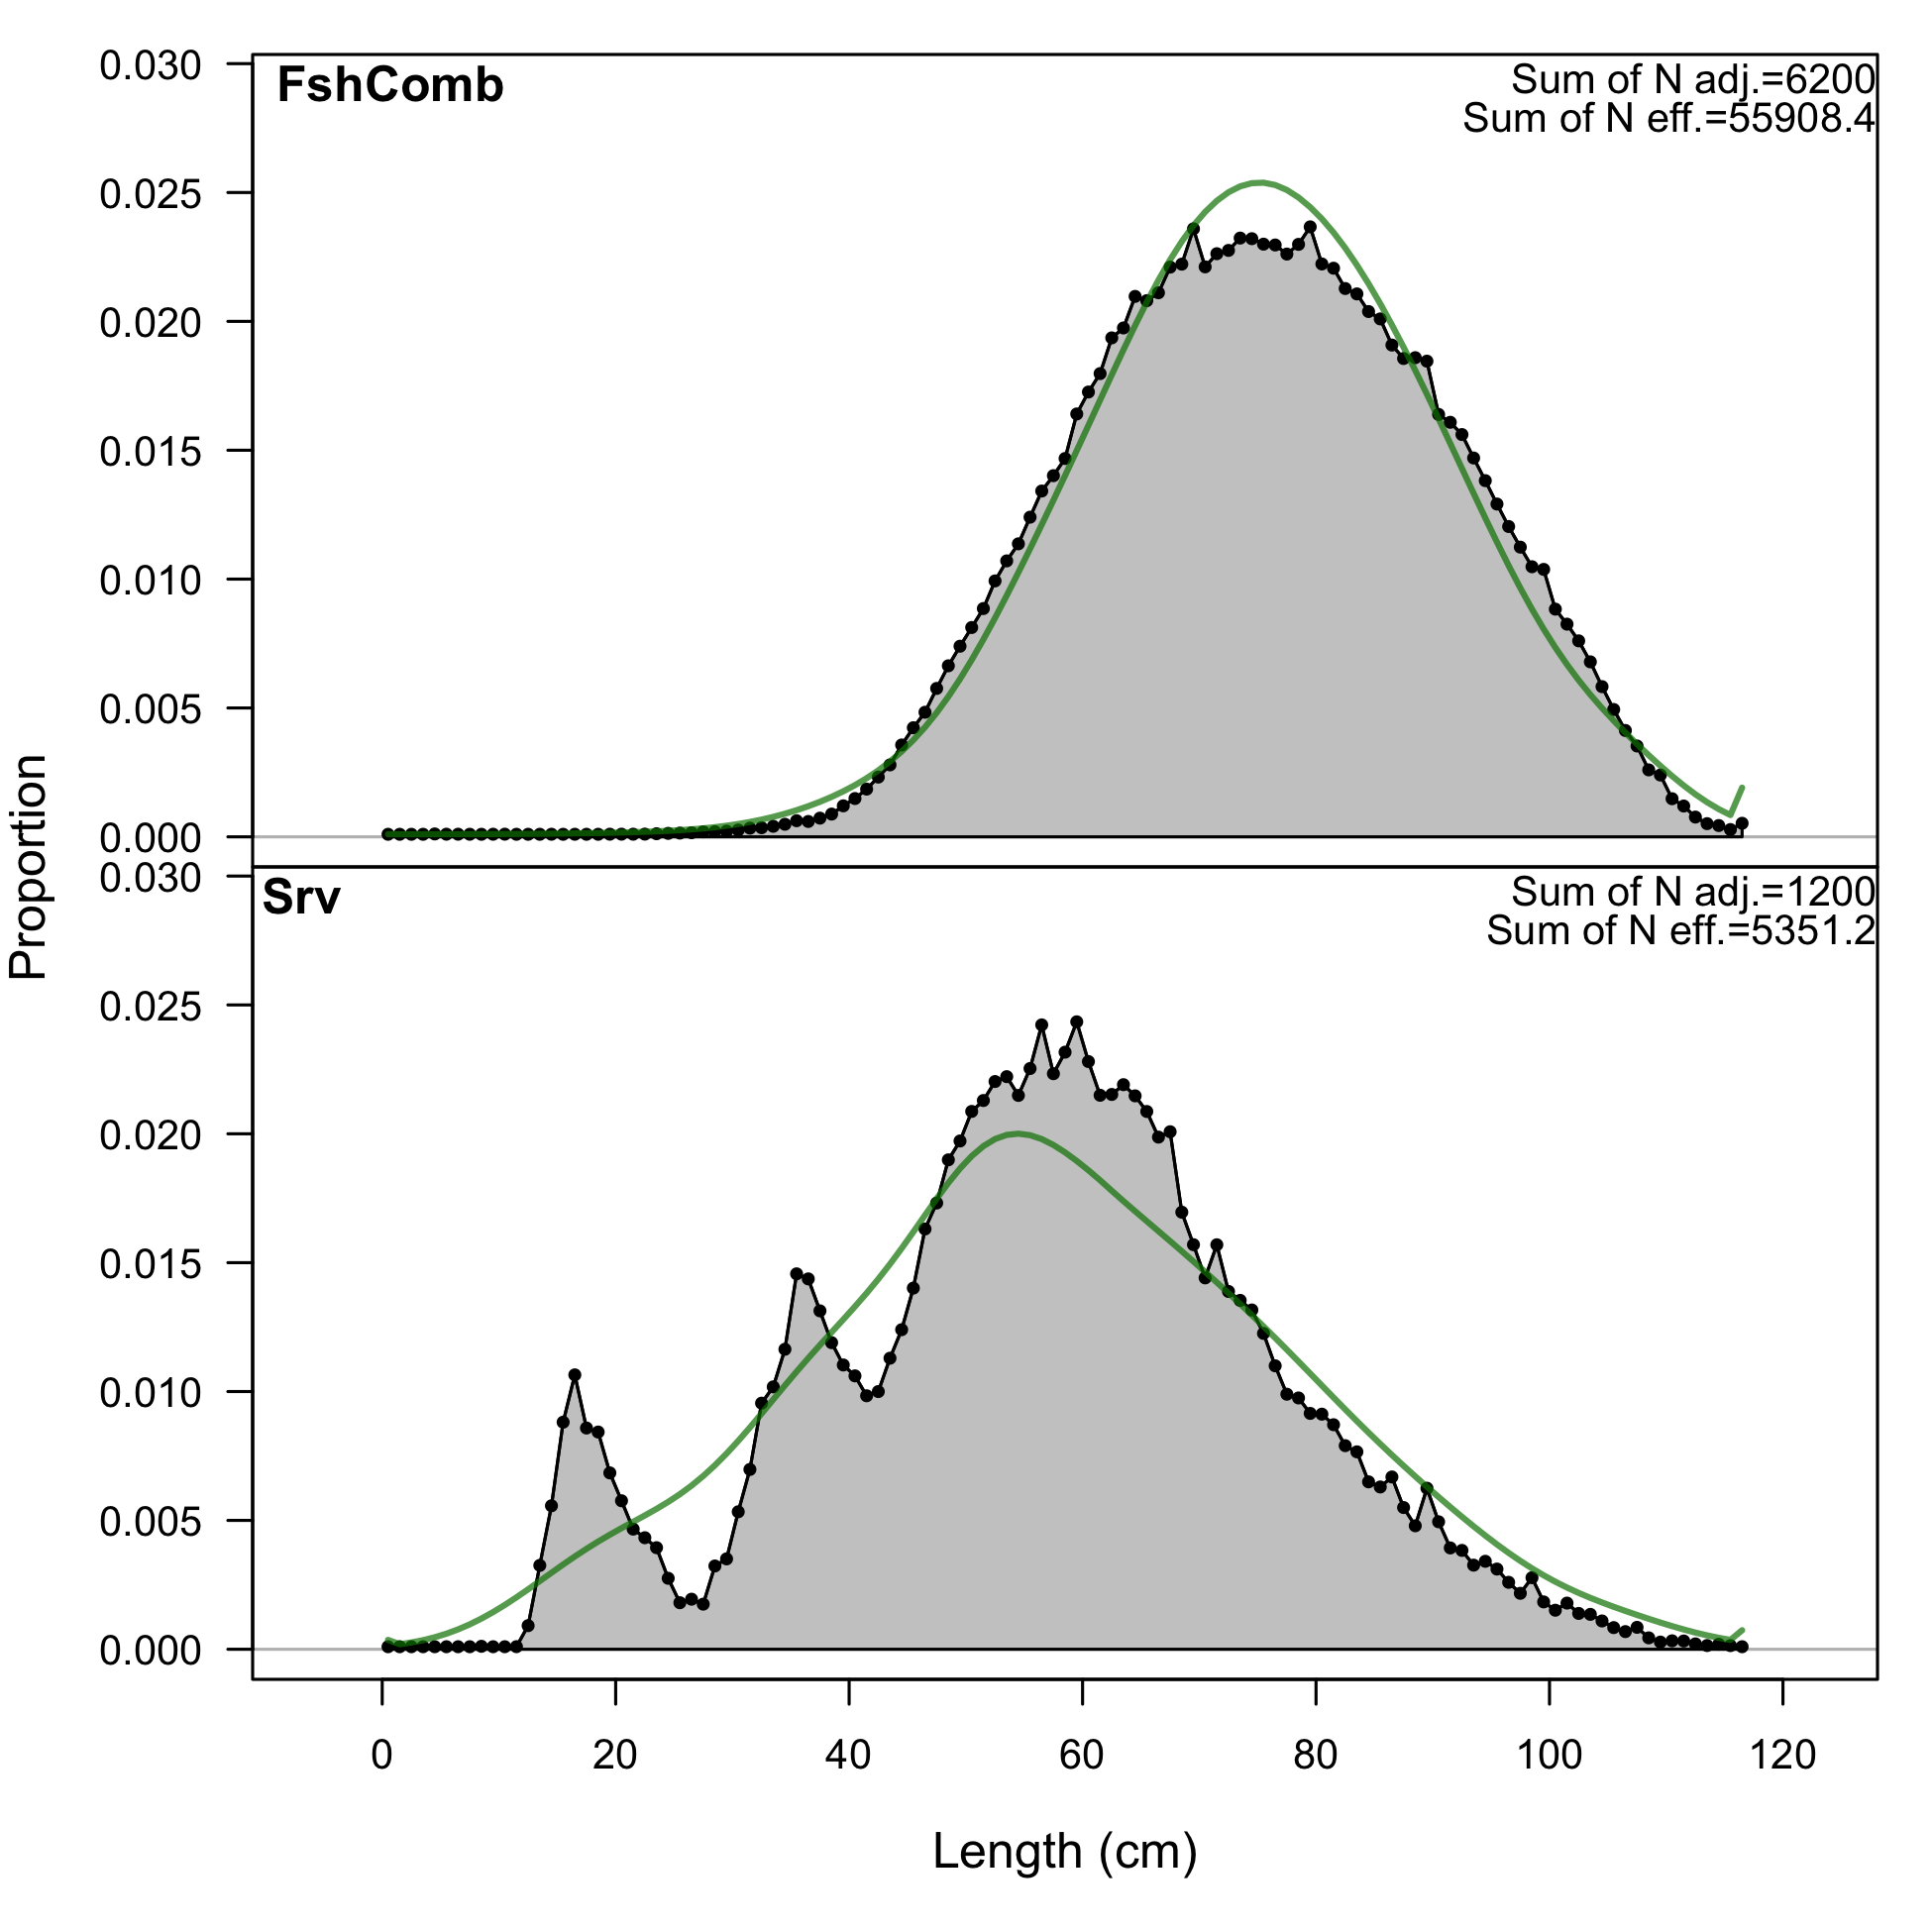 Proportion
0.030
0.025
0.020
0.015
0.010
0.005
0.000
FshComb
Sum of N adj.=6200
Sum of N eff.=55908.4
0.030
0.025
0.020
0.015
0.010
0.005
0.000
Srv
Sum of N adj.=1200
Sum of N eff.=5351.2
0 20 40 60 80 100 120
Length (cm)